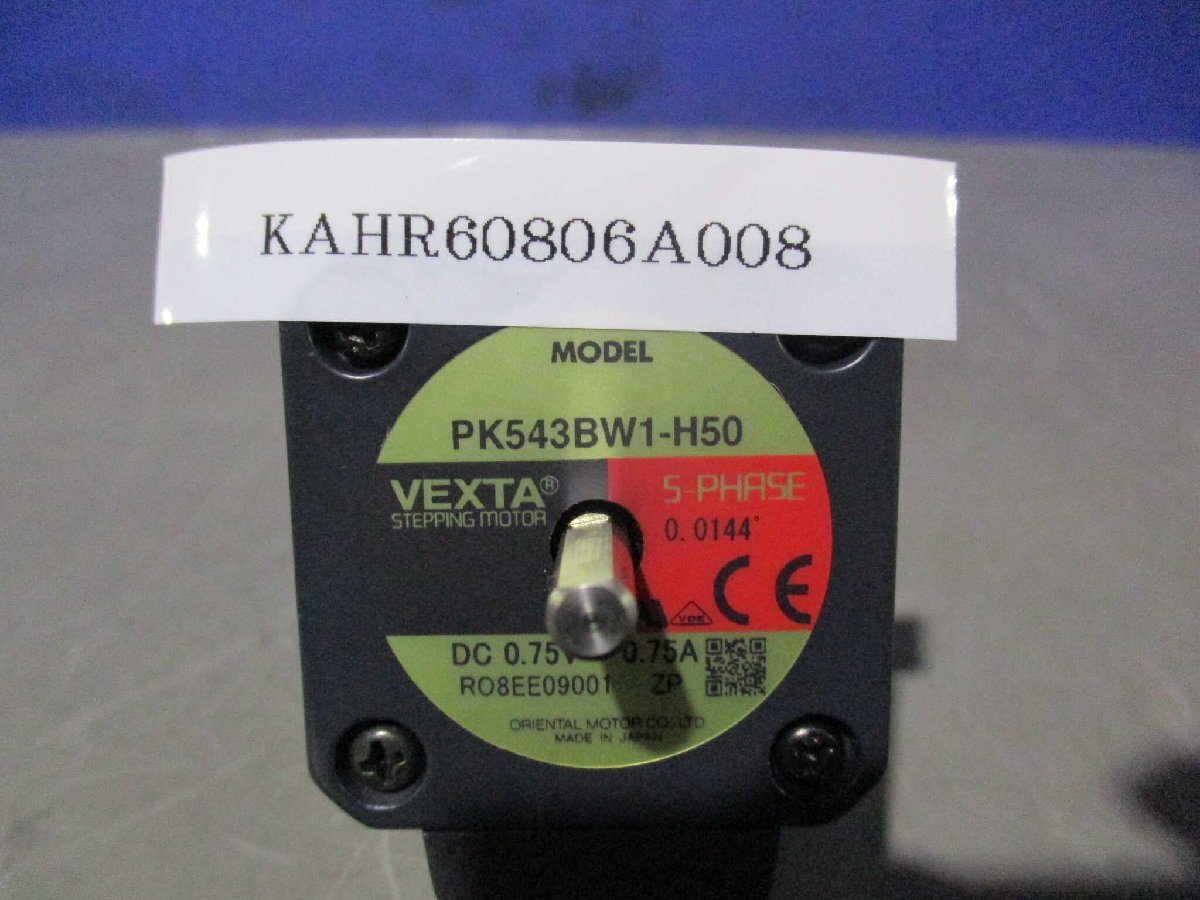 KAHR60806A008
MODEL
PK543BW1-H50
VEXTA® 5-PHASE
STEPPING MOTOR 0.0144°
VDE CE
DC 0.75V 0.75A
RO8EE09001 ZP
ORIENTAL MOTOR CO. LTD
MADE IN JAPAN